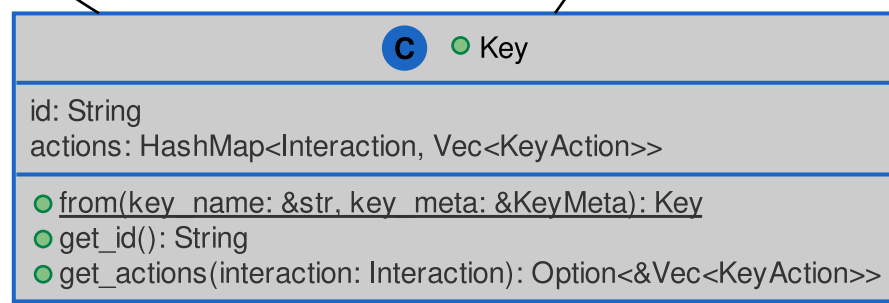 C Key
id: String
actions: HashMap<Interaction, Vec<KeyAction>>
from(key_name: &str, key_meta: &KeyMeta): Key
get_id(): String
get_actions(interaction: Interaction): Option<&Vec<KeyAction>>